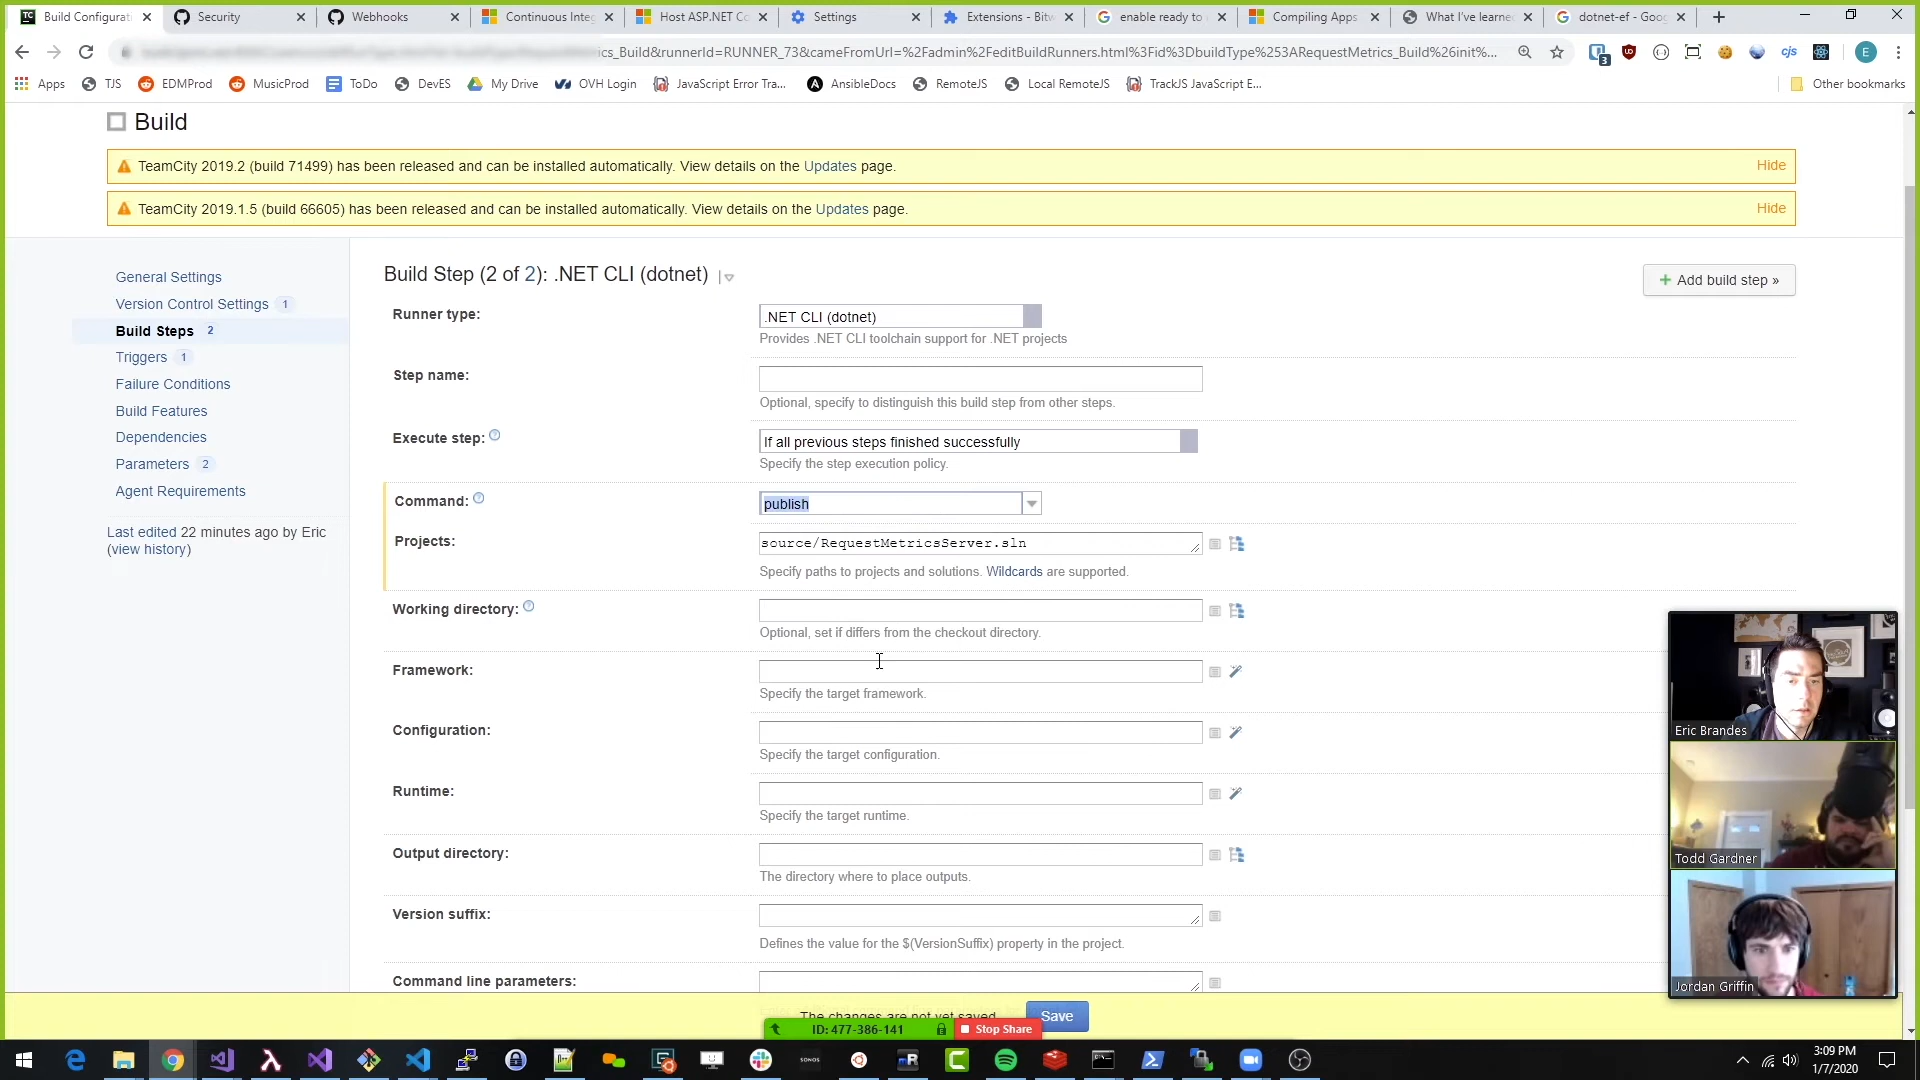 Build Configurat
Security
Webhooks
Continuous Integ
Host ASP.NET Co
Settings
Extensions - Bitw
enable ready to
Compiling Apps
What I've learne
dotnet-ef - Goog
ics_Build&runnerId=RUNNER_73&cameFromUrl=%2Fadmin%2FeditBuildRunners.html%3Fid%3DbuildType%253ARequestMetrics_Build%26init%...
Apps
TJS
EDMProd
MusicProd
ToDo
DevES
My Drive
OVH Login
JavaScript Error Tra...
AnsibleDocs
RemoteJS
Local RemoteJS
TrackJS JavaScript E...
Other bookmarks
Build
TeamCity 2019.2 (build 71499) has been released and can be installed automatically. View details on the Updates page.
Hide
TeamCity 2019.1.5 (build 66605) has been released and can be installed automatically. View details on the Updates page.
Hide
General Settings
Version Control Settings 1
Build Steps 2
Triggers 1
Failure Conditions
Build Features
Dependencies
Parameters 2
Agent Requirements
Last edited 22 minutes ago by Eric
(view history)
Build Step (2 of 2): .NET CLI (dotnet)
Add build step »
Runner type:
.NET CLI (dotnet)
Provides .NET CLI toolchain support for .NET projects
Step name:
Optional, specify to distinguish this build step from other steps.
Execute step:
If all previous steps finished successfully
Specify the step execution policy.
Command:
publish
Projects:
source/RequestMetricsServer.sln
Specify paths to projects and solutions. Wildcards are supported.
Working directory:
Optional, set if differs from the checkout directory.
Framework:
Specify the target framework.
Configuration:
Specify the target configuration.
Runtime:
Specify the target runtime.
Output directory:
The directory where to place outputs.
Version suffix:
Defines the value for the $(VersionSuffix) property in the project.
Command line parameters:
The changes are not yet saved.
Save
ID: 477-386-141
Stop Share
Eric Brandes
Todd Gardner
Jordan Griffin
3:09 PM
1/7/2020